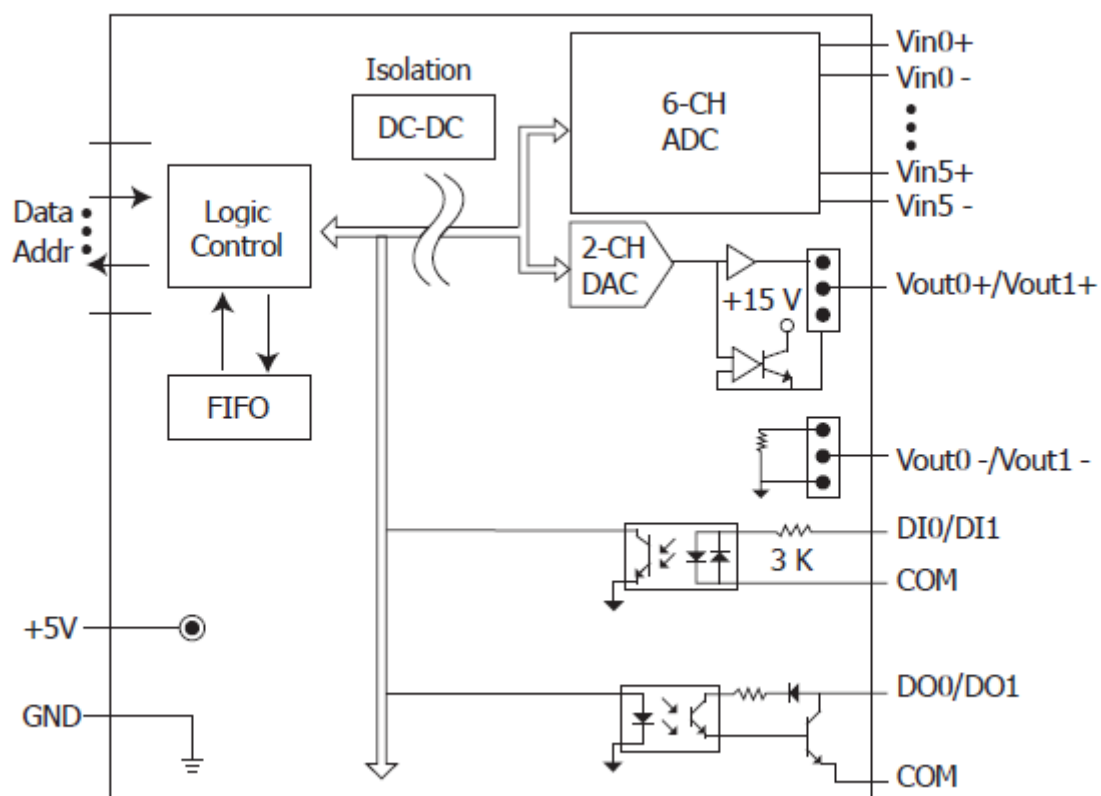 Isolation
DC-DC
6-CH
ADC
Vin0+
Vin0 -
Vin5+
Vin5 -
Data
Addr
Logic
Control
2-CH
DAC
+15 V
Vout0+/Vout1+
FIFO
Vout0 -/Vout1 -
DI0/DI1
3 K
COM
+5V
GND
DO0/DO1
COM